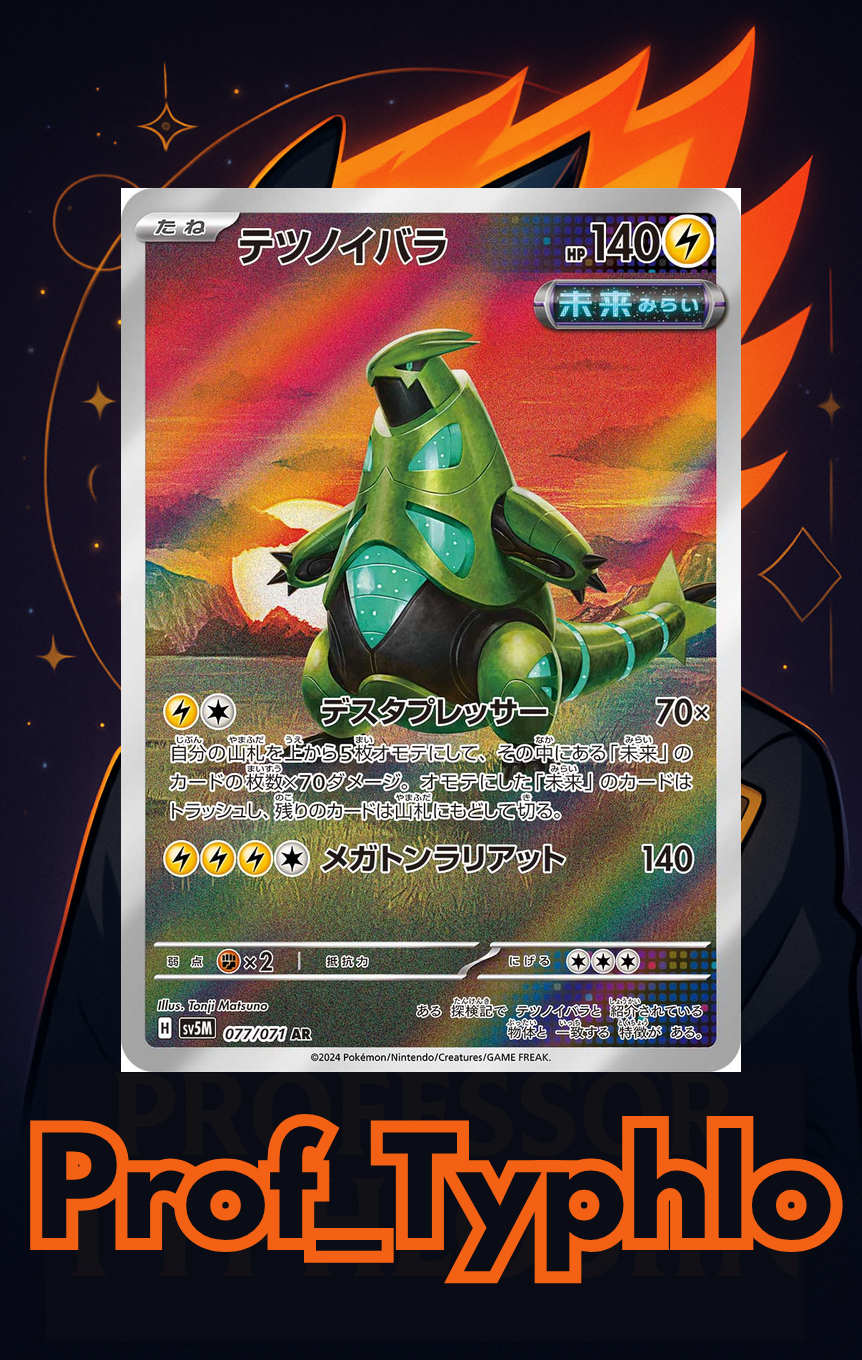 たね
テツノイバラ
HP 140
未来 みらい
デスタプレッサー 70×
自分の山札を上から5枚オモテにして、その中にある「未来」の
カードの枚数×70ダメージ。オモテにした「未来」のカードは
トラッシュし、残りのカードは山札にもどして切る。
メガトンラリアット 140
弱点 ×2 抵抗力 にげる
Illus. Tonji Matsuno
ある 探検記で テツノイバラと 紹介されている
物体と 一致する 特徴が ある。
H sv5M 077/071 AR
©2024 Pokémon/Nintendo/Creatures/GAME FREAK.
PROFESSOR
Prof_Typhlo